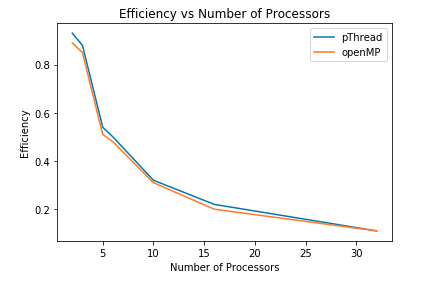 Efficiency vs Number of Processors
pThread
openMP
Efficiency
0.8
0.6
0.4
0.2
5 10 15 20 25 30
Number of Processors